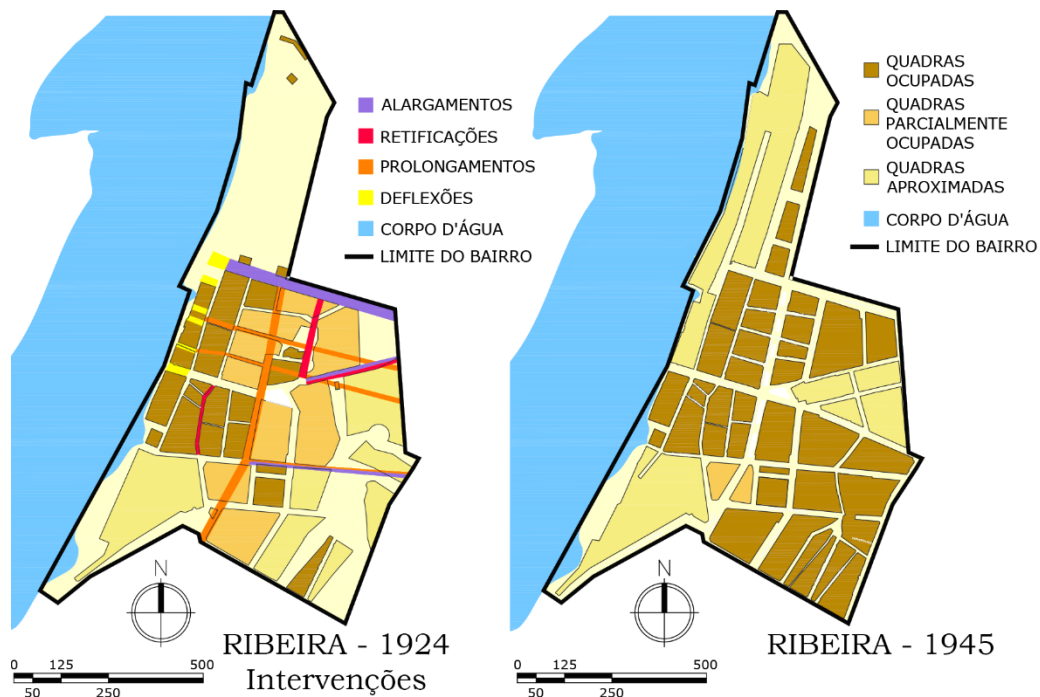 ALARGAMENTOS
RETIFICAÇÕES
PROLONGAMENTOS
DEFLEXÕES
CORPO D'ÁGUA
LIMITE DO BAIRRO
N
RIBEIRA - 1924
Intervenções
0 125 500
50 250
QUADRAS
OCUPADAS
QUADRAS
PARCIALMENTE
OCUPADAS
QUADRAS
APROXIMADAS
CORPO D'ÁGUA
LIMITE DO BAIRRO
N
RIBEIRA - 1945
0 125 500
50 250